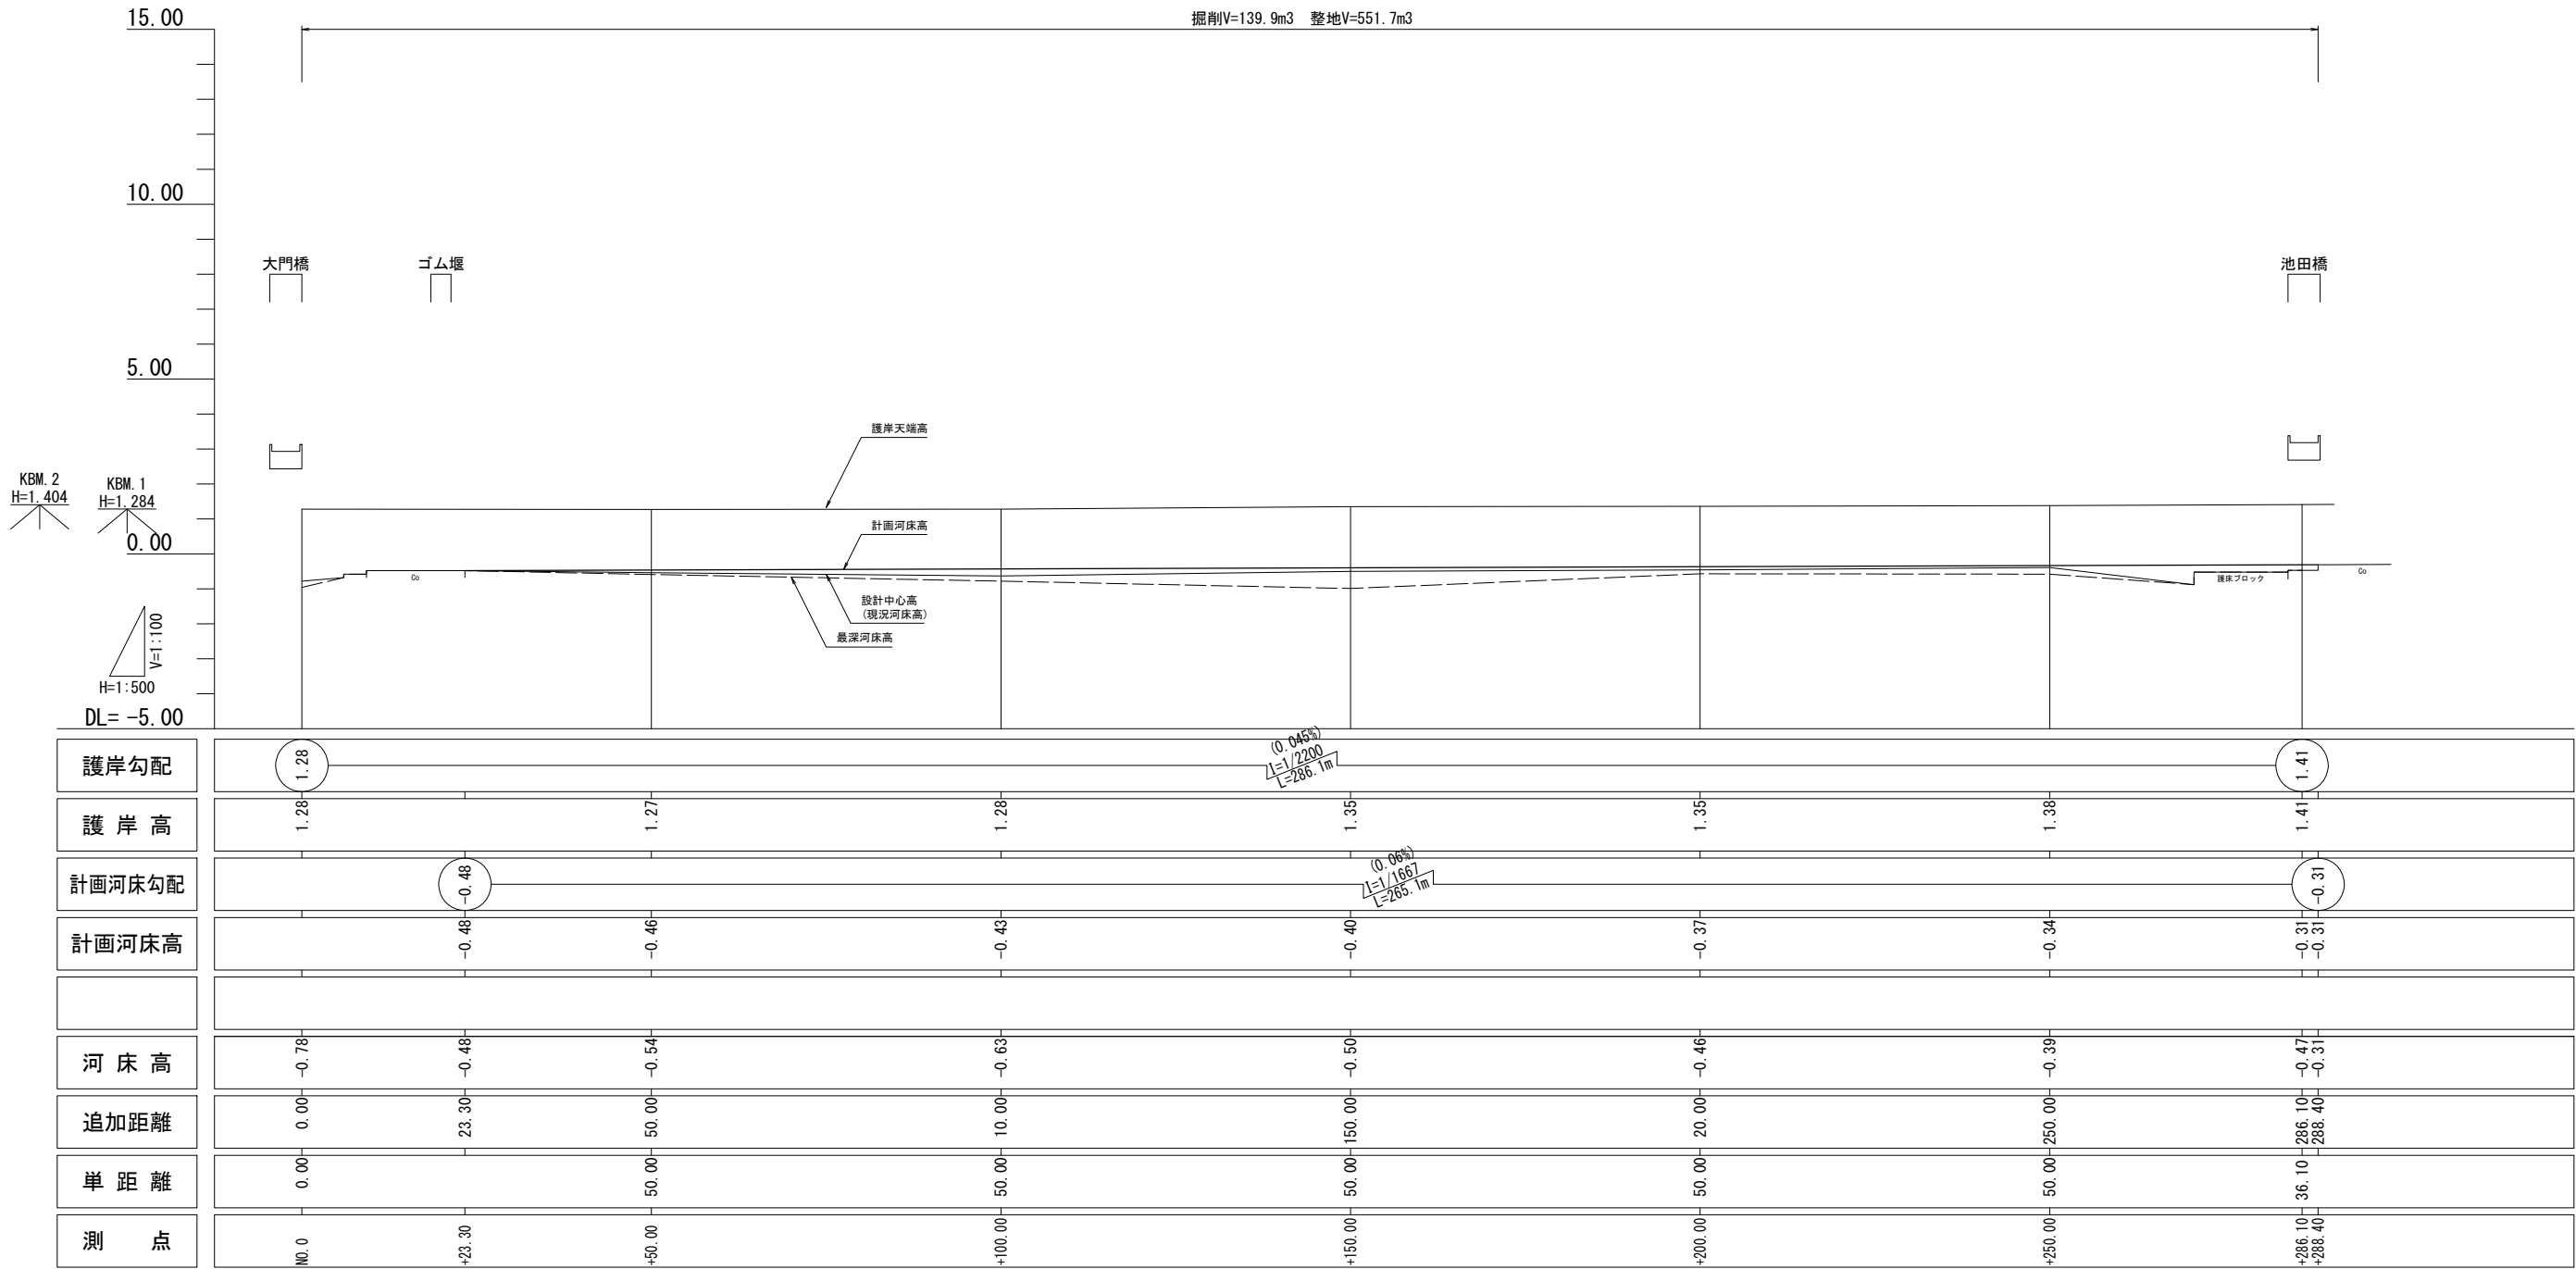 掘削V=139.9m3 整地V=551.7m3
15.00
10.00
5.00
0.00
DL= -5.00
大門橋
ゴム堰
池田橋
KBM.2
H=1.404
KBM.1
H=1.284
護岸天端高
計画河床高
Co
設計中心高
(現況河床高)
最深河床高
護床ブロック
Co
V=1:100
H=1:500
護岸勾配
1.28
(0.045%)
I=1/2200
L=286.1m
1.41
護岸高
1.28
1.27
1.28
1.35
1.35
1.38
1.41
計画河床勾配
-0.48
(0.06%)
I=1/1667
L=265.1m
-0.31
計画河床高
-0.48
-0.46
-0.43
-0.40
-0.37
-0.34
-0.31
-0.31
河床高
-0.78
-0.48
-0.54
-0.63
-0.50
-0.46
-0.39
-0.47
-0.31
追加距離
0.00
23.30
50.00
10.00
150.00
20.00
250.00
286.10
288.40
単距離
0.00
50.00
50.00
50.00
50.00
50.00
36.10
測点
NO.0
+23.30
+50.00
+100.00
+150.00
+200.00
+250.00
+286.10
+288.40